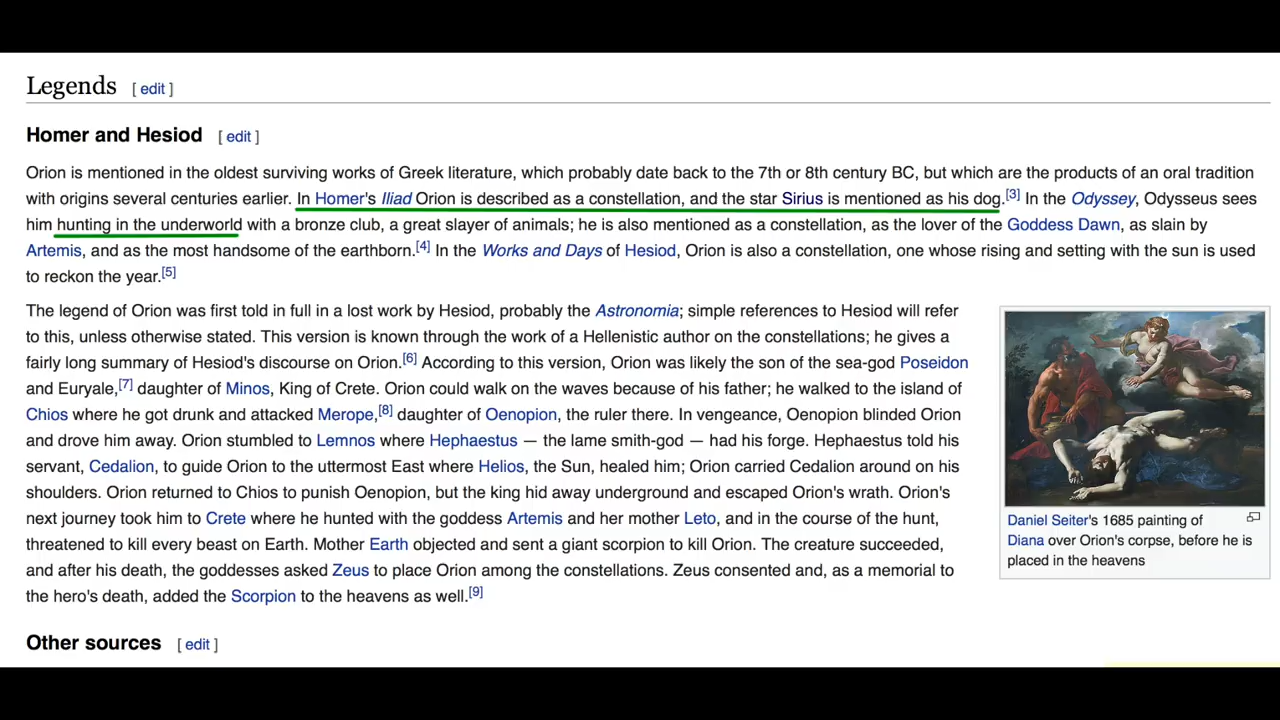 Legends [ edit ]
Homer and Hesiod [ edit ]
Orion is mentioned in the oldest surviving works of Greek literature, which probably date back to the 7th or 8th century BC, but which are the products of an oral tradition
with origins several centuries earlier. In Homer's Iliad Orion is described as a constellation, and the star Sirius is mentioned as his dog.[3] In the Odyssey, Odysseus sees
him hunting in the underworld with a bronze club, a great slayer of animals; he is also mentioned as a constellation, as the lover of the Goddess Dawn, as slain by
Artemis, and as the most handsome of the earthborn.[4] In the Works and Days of Hesiod, Orion is also a constellation, one whose rising and setting with the sun is used
to reckon the year.[5]
The legend of Orion was first told in full in a lost work by Hesiod, probably the Astronomia; simple references to Hesiod will refer
to this, unless otherwise stated. This version is known through the work of a Hellenistic author on the constellations; he gives a
fairly long summary of Hesiod's discourse on Orion.[6] According to this version, Orion was likely the son of the sea-god Poseidon
and Euryale,[7] daughter of Minos, King of Crete. Orion could walk on the waves because of his father; he walked to the island of
Chios where he got drunk and attacked Merope,[8] daughter of Oenopion, the ruler there. In vengeance, Oenopion blinded Orion
and drove him away. Orion stumbled to Lemnos where Hephaestus — the lame smith-god — had his forge. Hephaestus told his
servant, Cedalion, to guide Orion to the uttermost East where Helios, the Sun, healed him; Orion carried Cedalion around on his
shoulders. Orion returned to Chios to punish Oenopion, but the king hid away underground and escaped Orion's wrath. Orion's
next journey took him to Crete where he hunted with the goddess Artemis and her mother Leto, and in the course of the hunt,
threatened to kill every beast on Earth. Mother Earth objected and sent a giant scorpion to kill Orion. The creature succeeded,
and after his death, the goddesses asked Zeus to place Orion among the constellations. Zeus consented and, as a memorial to
the hero's death, added the Scorpion to the heavens as well.[9]
Daniel Seiter's 1685 painting of
Diana over Orion's corpse, before he is
placed in the heavens
Other sources [ edit ]